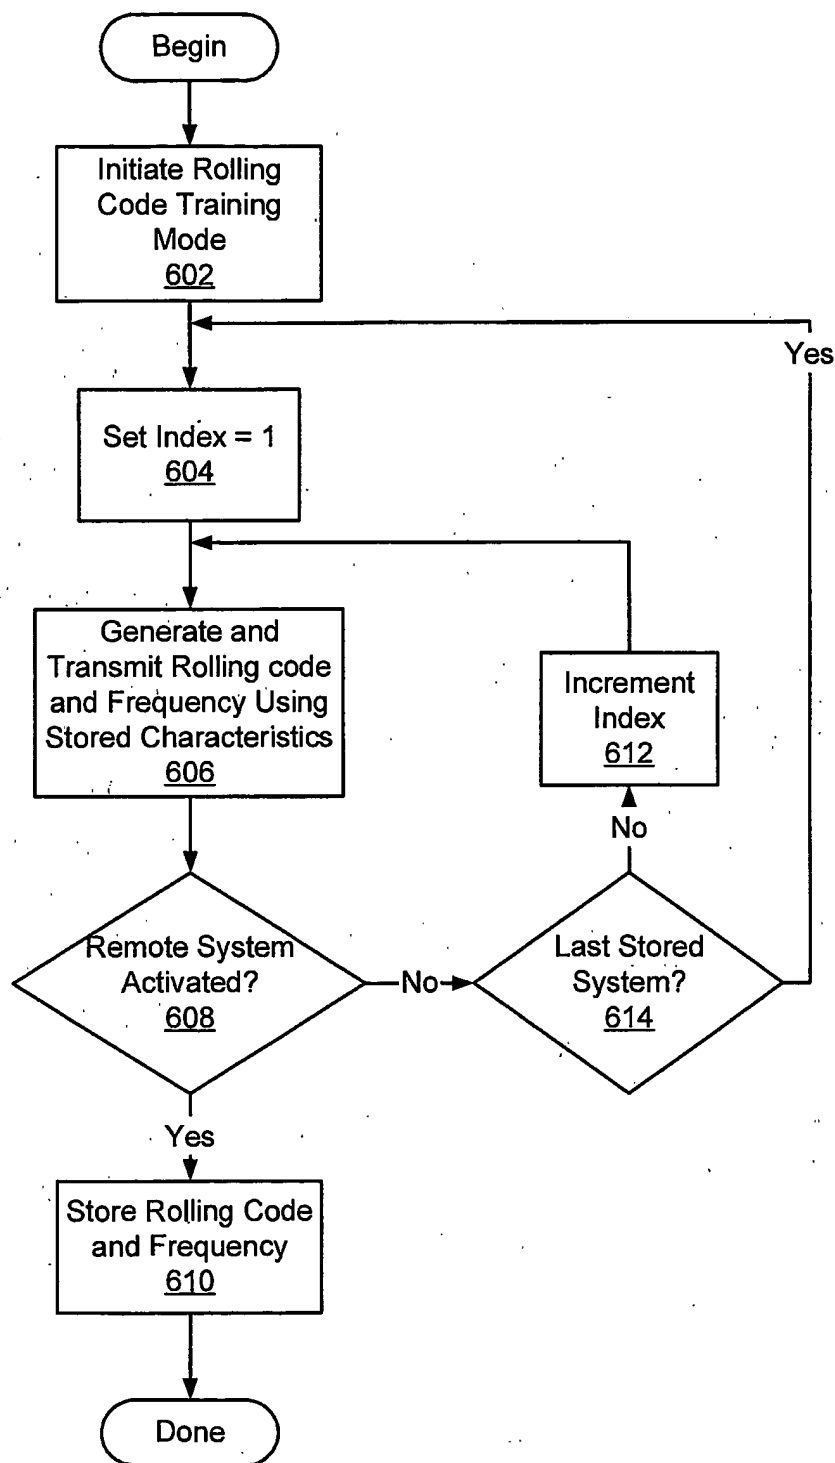 Begin
Initiate Rolling
Code Training
Mode
602
Yes
Set Index = 1
604
Generate and
Transmit Rolling code
and Frequency Using
Stored Characteristics
606
Increment
Index
612
No
Remote System
Activated?
608
No
Last Stored
System?
614
Yes
Store Rolling Code
and Frequency
610
Done